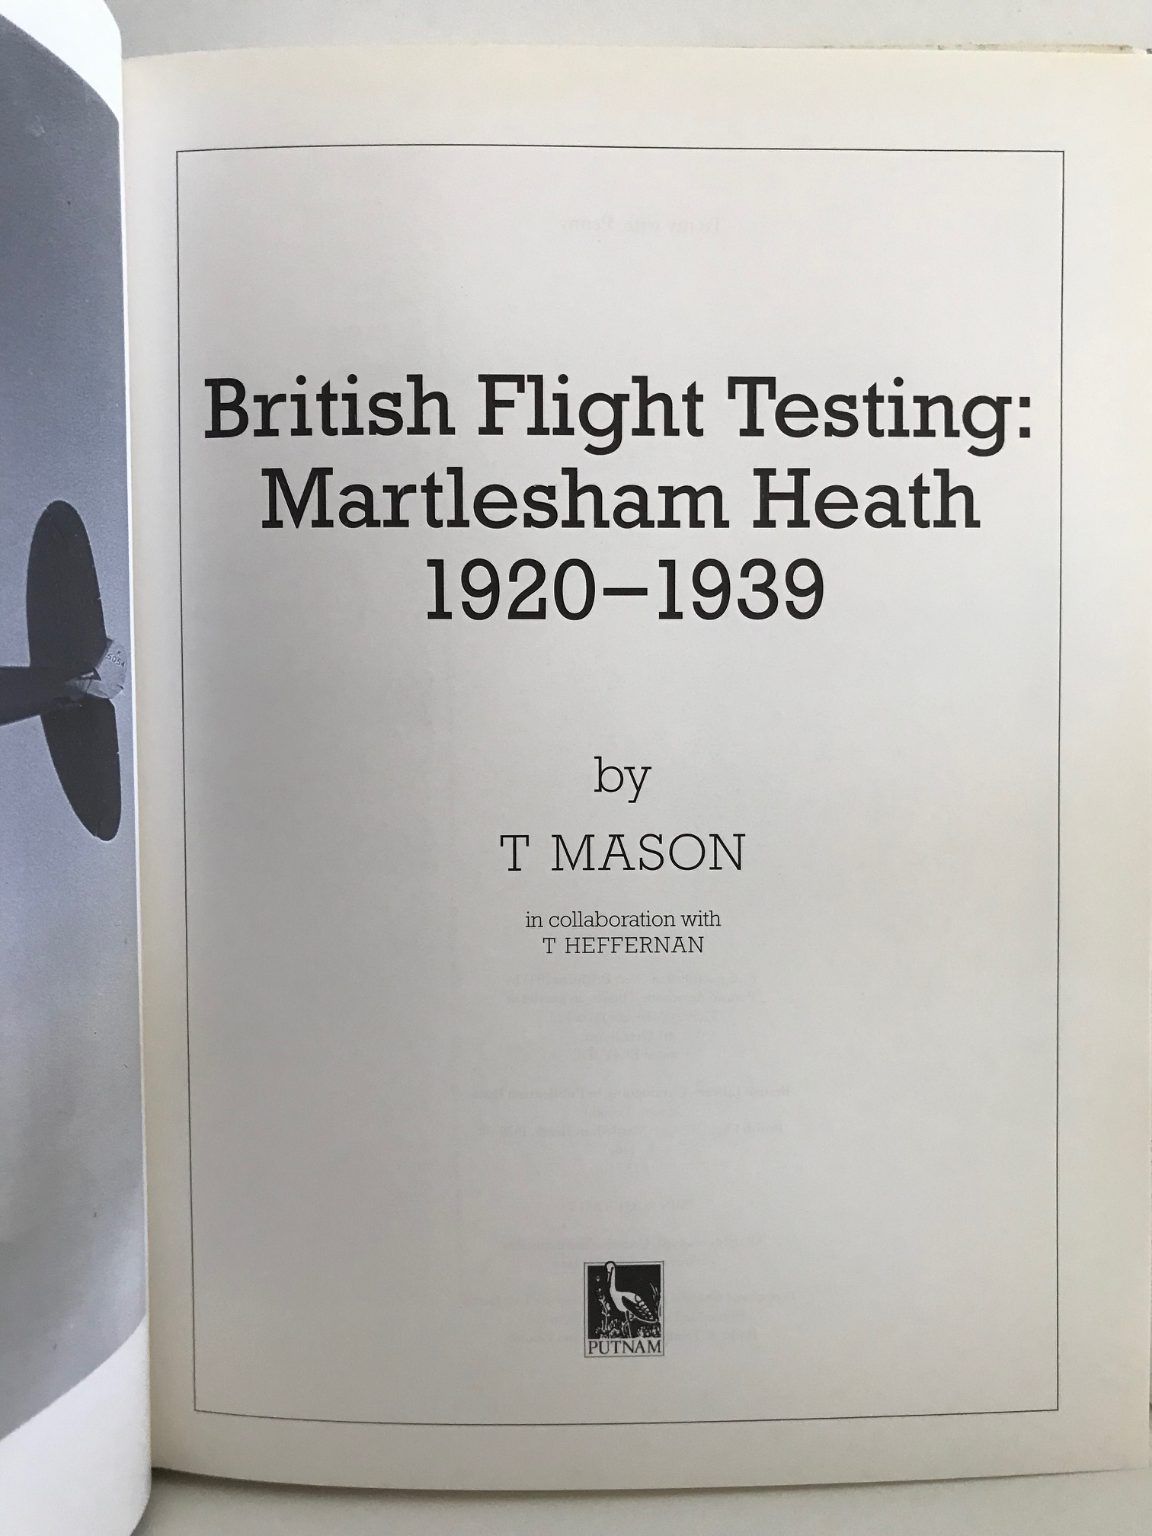 British Flight Testing:
Martlesham Heath
1920–1939
by
T MASON
in collaboration with
T HEFFERNAN
PUTNAM